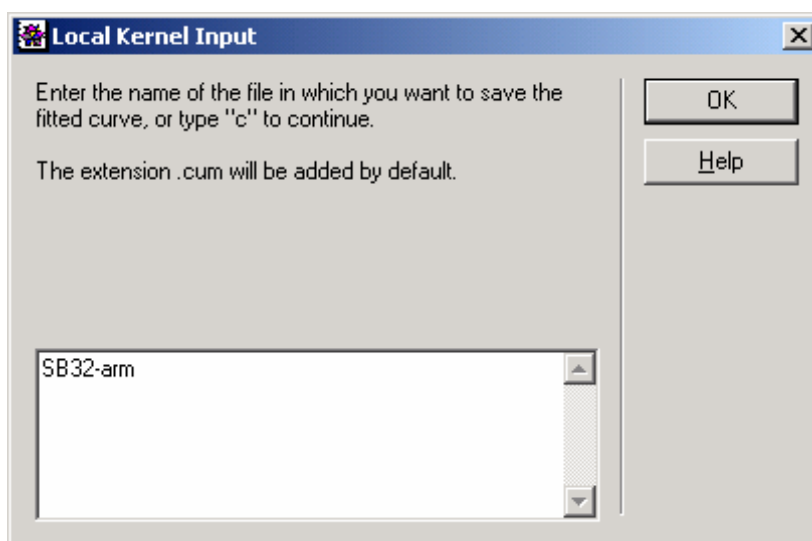 Local Kernel Input
Enter the name of the file in which you want to save the
fitted curve, or type "c" to continue.
The extension .cum will be added by default.
OK
Help
SB32-arm